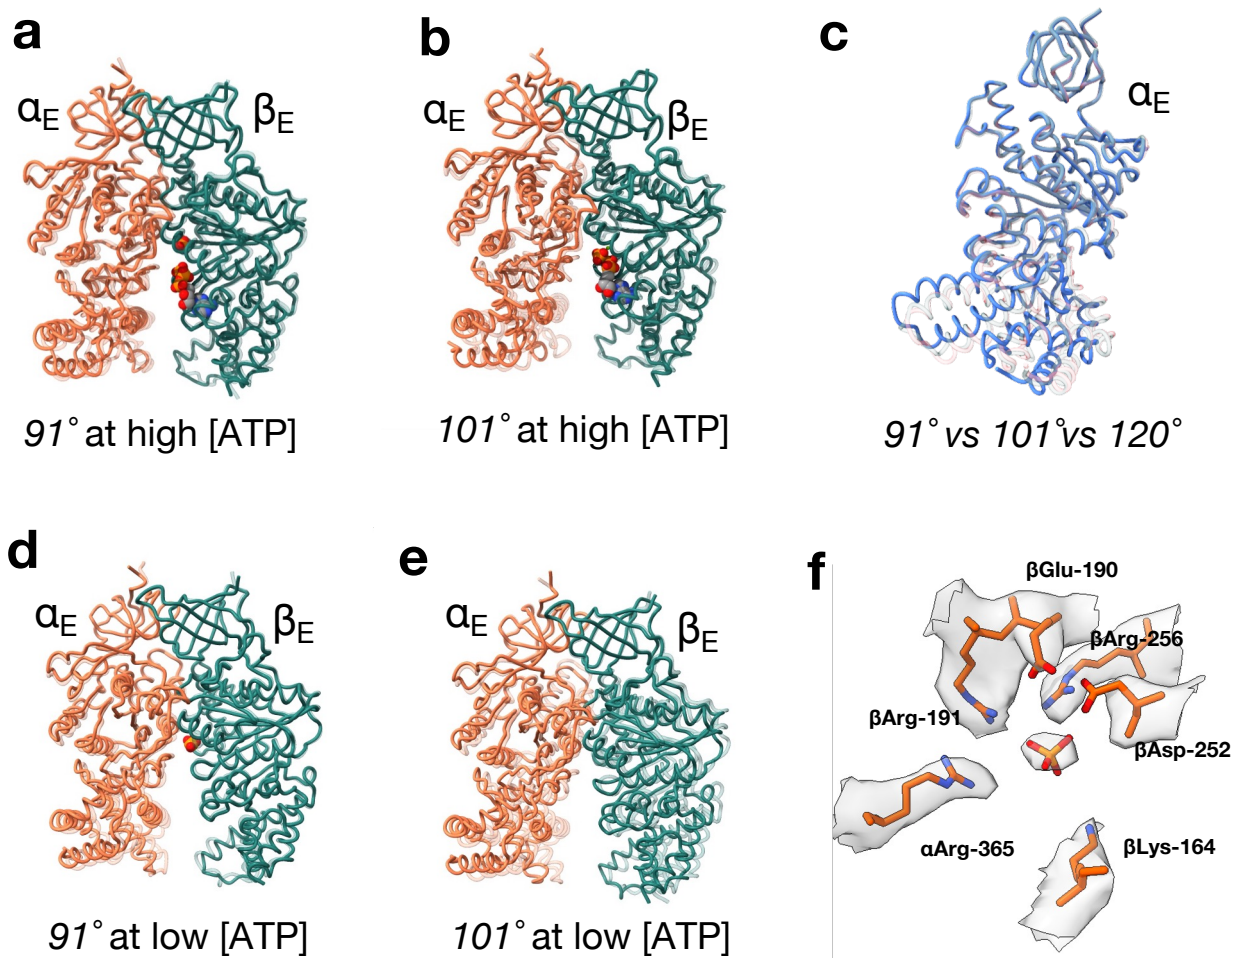 a
b
c
αE
βE
αE
βE
αE
91° at high [ATP]
101° at high [ATP]
91° vs 101° vs 120°
d
e
f
αE
βE
αE
βE
βGlu-190
βArg-256
βArg-191
βAsp-252
αArg-365
βLys-164
91° at low [ATP]
101° at low [ATP]